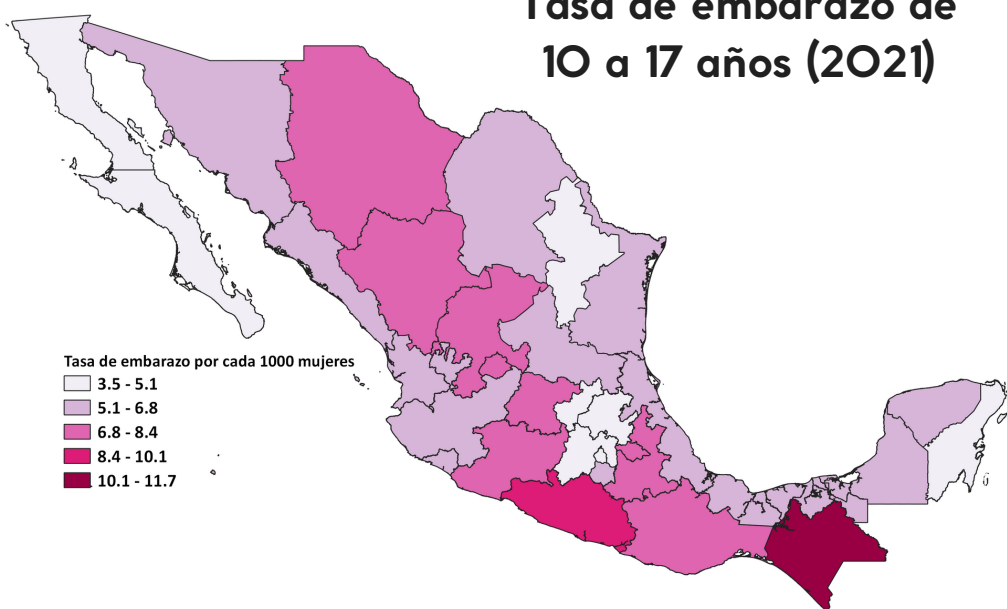 Tasa de embarazo de
10 a 17 años (2021)
Tasa de embarazo por cada 1000 mujeres
3.5 - 5.1
5.1 - 6.8
6.8 - 8.4
8.4 - 10.1
10.1 - 11.7